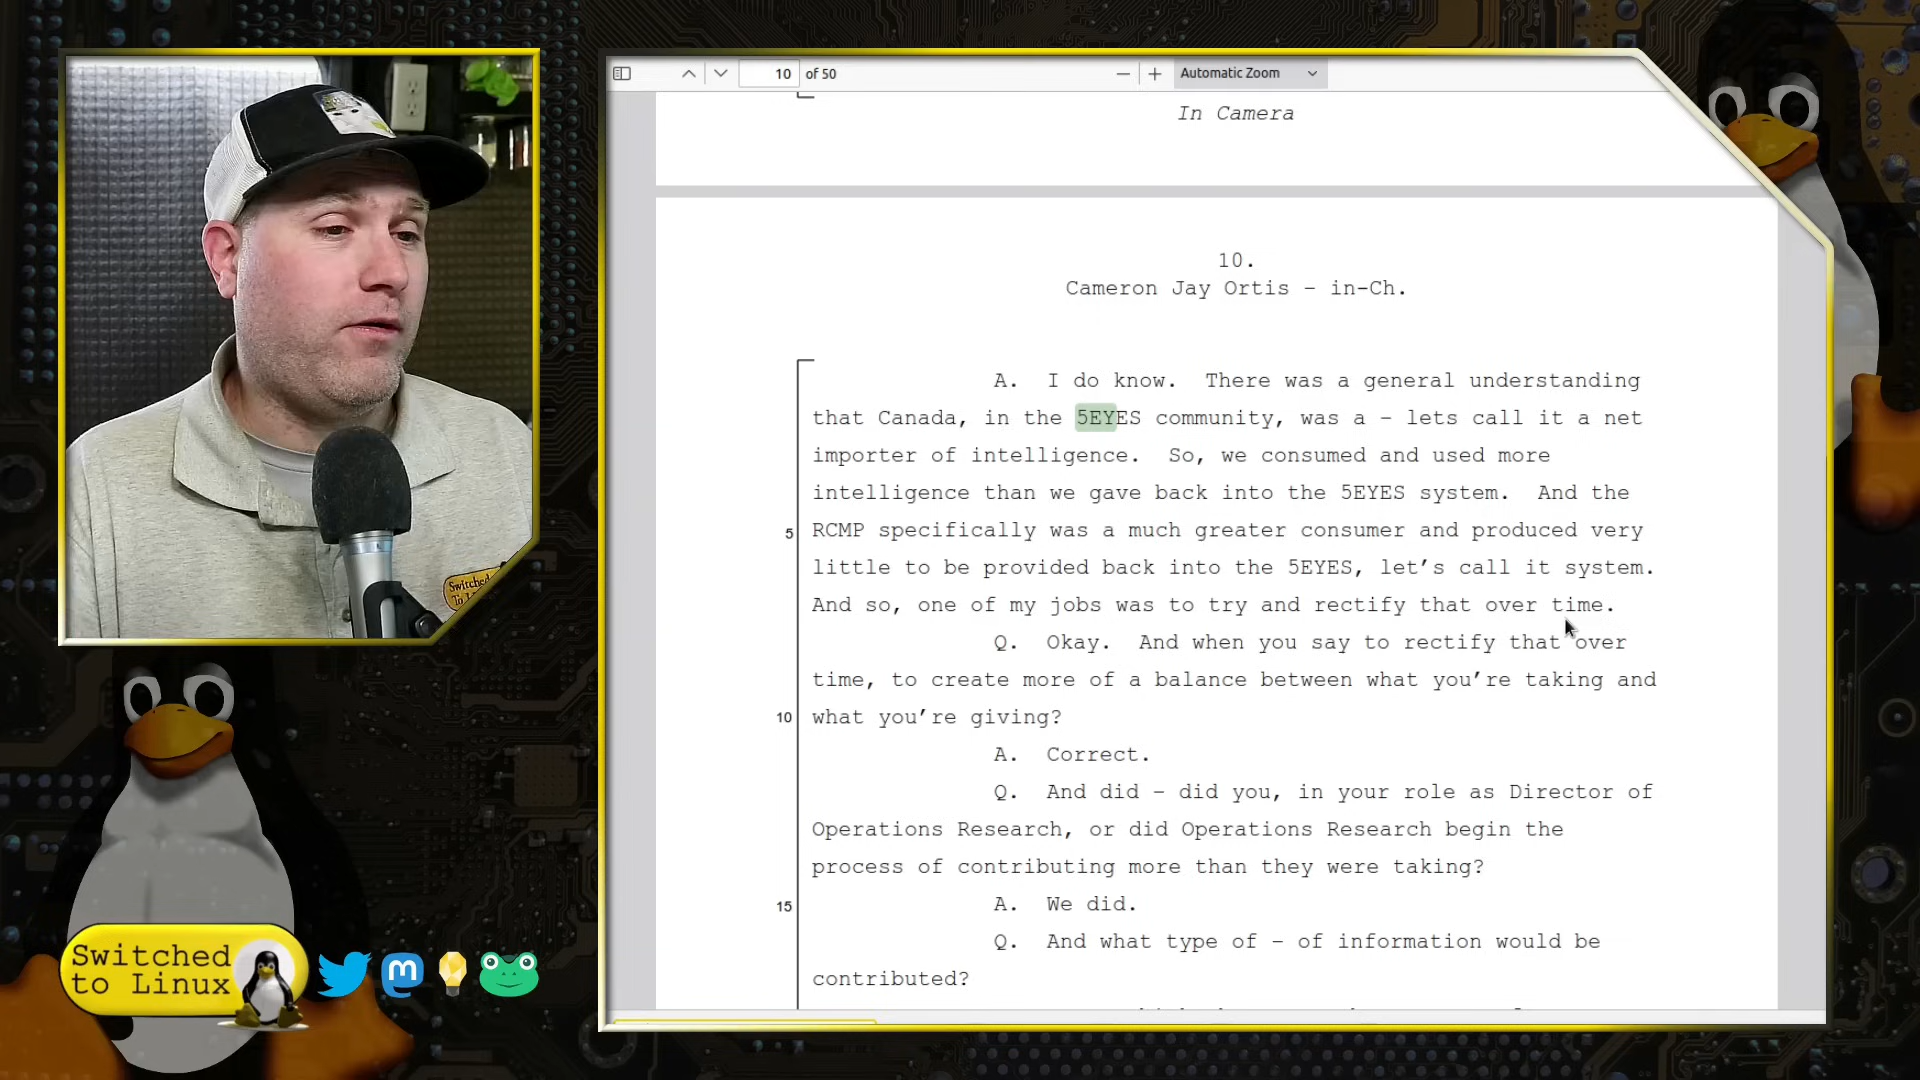 10 of 50
Automatic Zoom
In Camera
10.
Cameron Jay Ortis – in-Ch.
A. I do know. There was a general understanding
that Canada, in the 5EYES community, was a – lets call it a net
importer of intelligence. So, we consumed and used more
intelligence than we gave back into the 5EYES system. And the
5 RCMP specifically was a much greater consumer and produced very
little to be provided back into the 5EYES, let’s call it system.
And so, one of my jobs was to try and rectify that over time.
Q. Okay. And when you say to rectify that over
time, to create more of a balance between what you’re taking and
10 what you’re giving?
A. Correct.
Q. And did – did you, in your role as Director of
Operations Research, or did Operations Research begin the
process of contributing more than they were taking?
15 A. We did.
Q. And what type of – of information would be
contributed?
Switched
Switched
to Linux